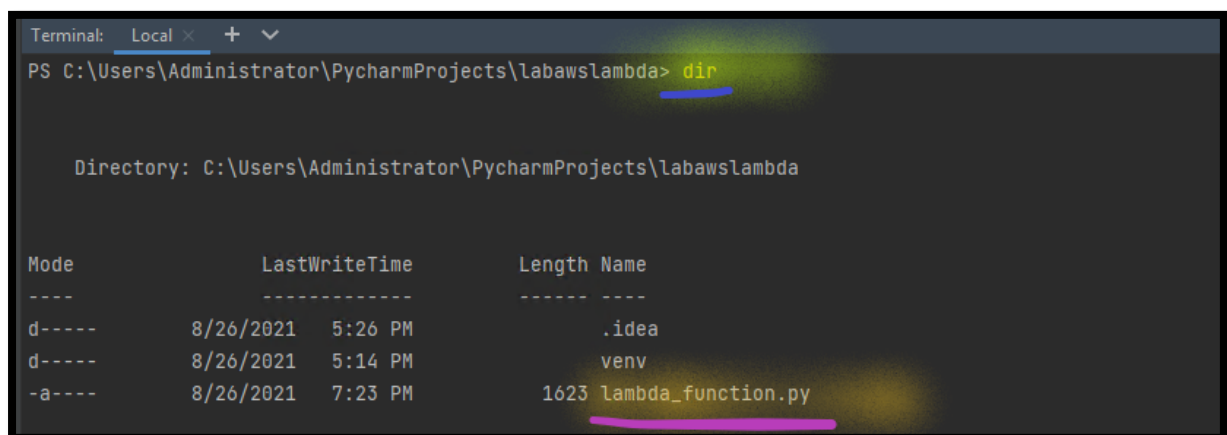 Terminal: Local × + ∨
PS C:\Users\Administrator\PycharmProjects\labawslambda> dir
Directory: C:\Users\Administrator\PycharmProjects\labawslambda
Mode                LastWriteTime         Length Name
----                -------------         ------ ----
d-----        8/26/2021   5:26 PM                .idea
d-----        8/26/2021   5:14 PM                venv
-a----        8/26/2021   7:23 PM           1623 lambda_function.py